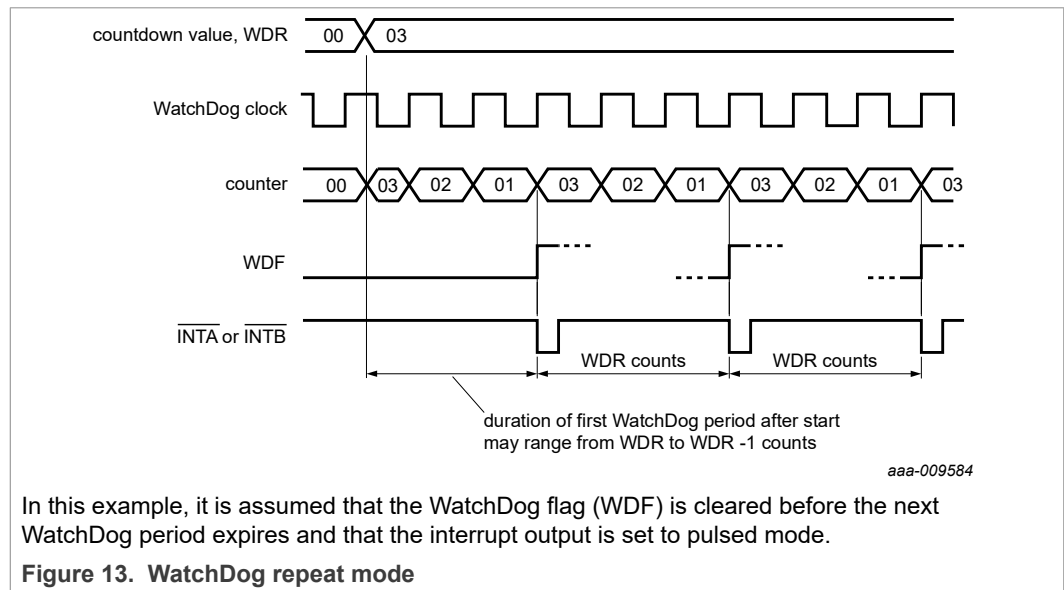 countdown value, WDR 00 03
WatchDog clock
counter 00 03 02 01 03 02 01 03 02 01 03
WDF
INTA or INTB
WDR counts WDR counts
duration of first WatchDog period after start
may range from WDR to WDR -1 counts
aaa-009584
In this example, it is assumed that the WatchDog flag (WDF) is cleared before the next
WatchDog period expires and that the interrupt output is set to pulsed mode.
Figure 13. WatchDog repeat mode